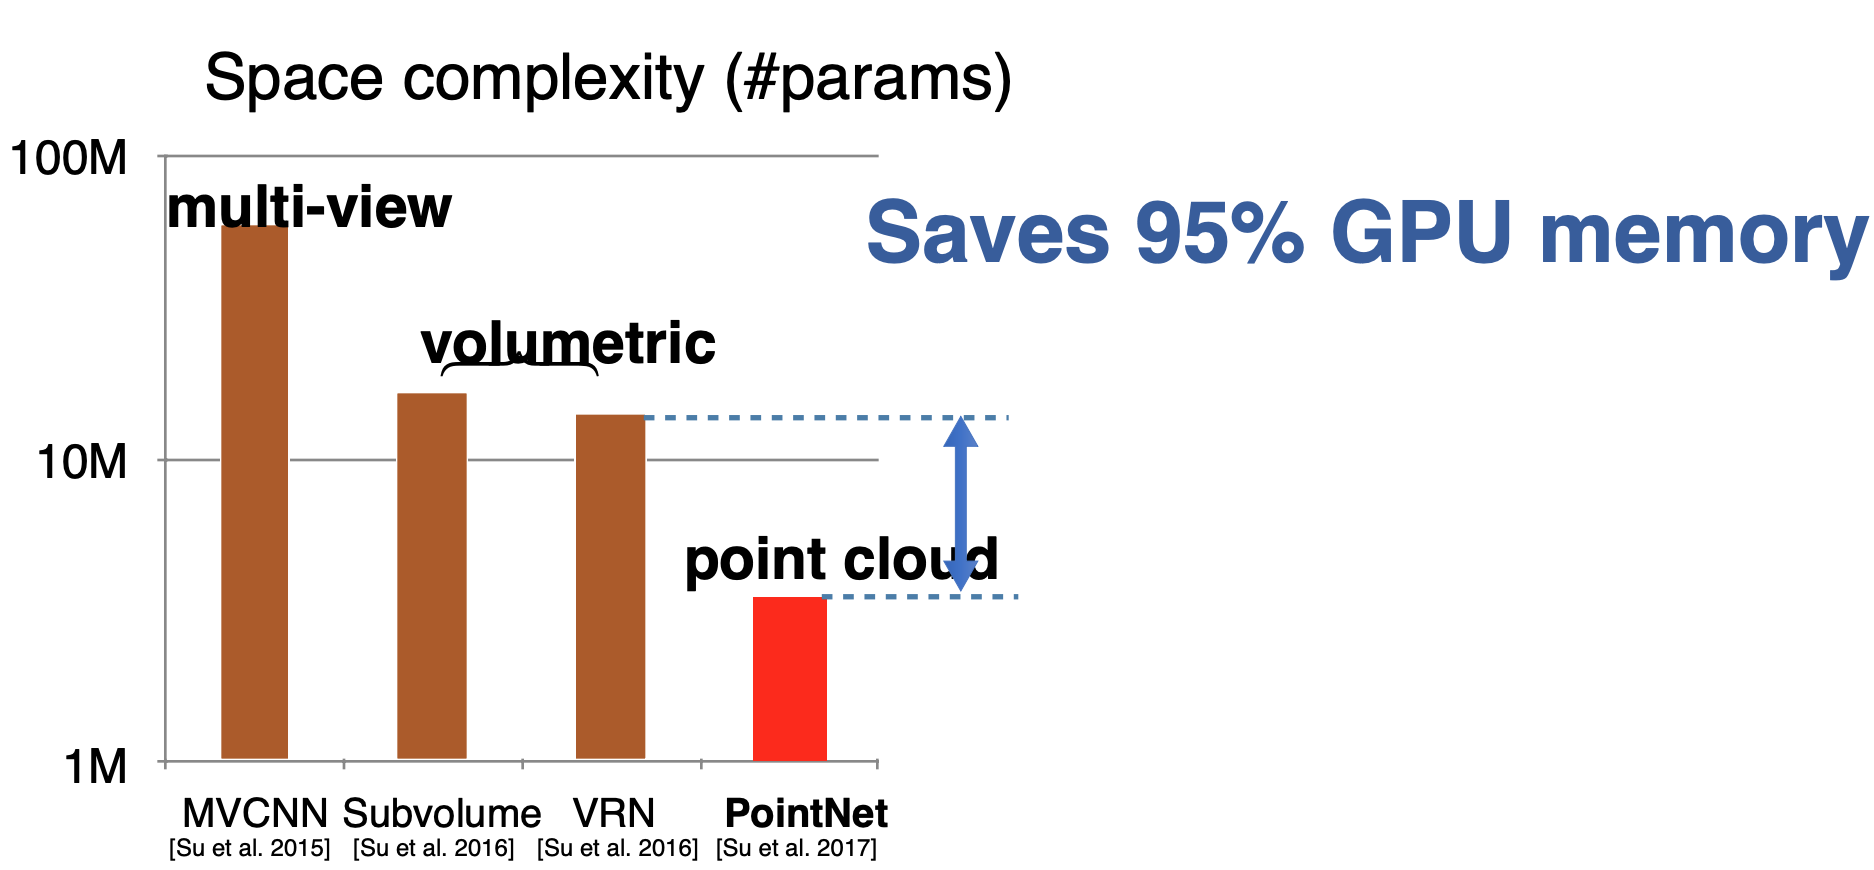 Space complexity (#params)
100M
multi-view
Saves 95% GPU memory
volumetric
10M
point cloud
1M
MVCNN Subvolume VRN PointNet
[Su et al. 2015] [Su et al. 2016] [Su et al. 2016] [Su et al. 2017]